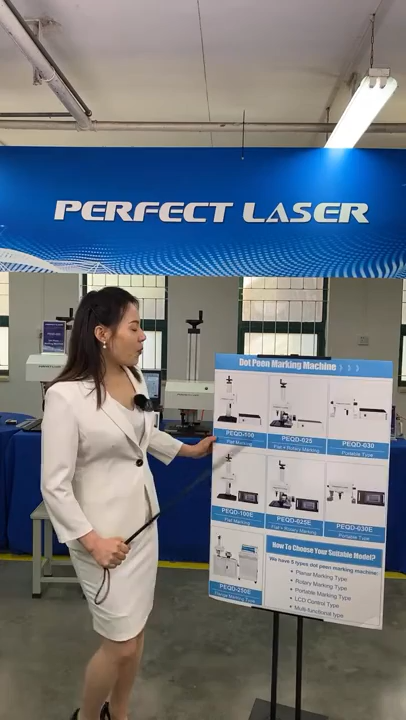 PERFECT LASER
Dot Peen Marking Machine
PEQD-100
Flat Marking
PEQD-025
Flat + Rotary Marking
PEQD-030
Portable Type
PEQD-100E
Flat Marking
PEQD-025E
Flat + Rotary Marking
PEQD-030E
Portable Type
PEQD-250E
Planar Marking Type
How To Choose Your Suitable Model?
We have 5 types dot peen marking machine:
• Planar Marking Type
• Rotary Marking Type
• Portable Marking Type
• LCD Control Type
• Multi-functional type